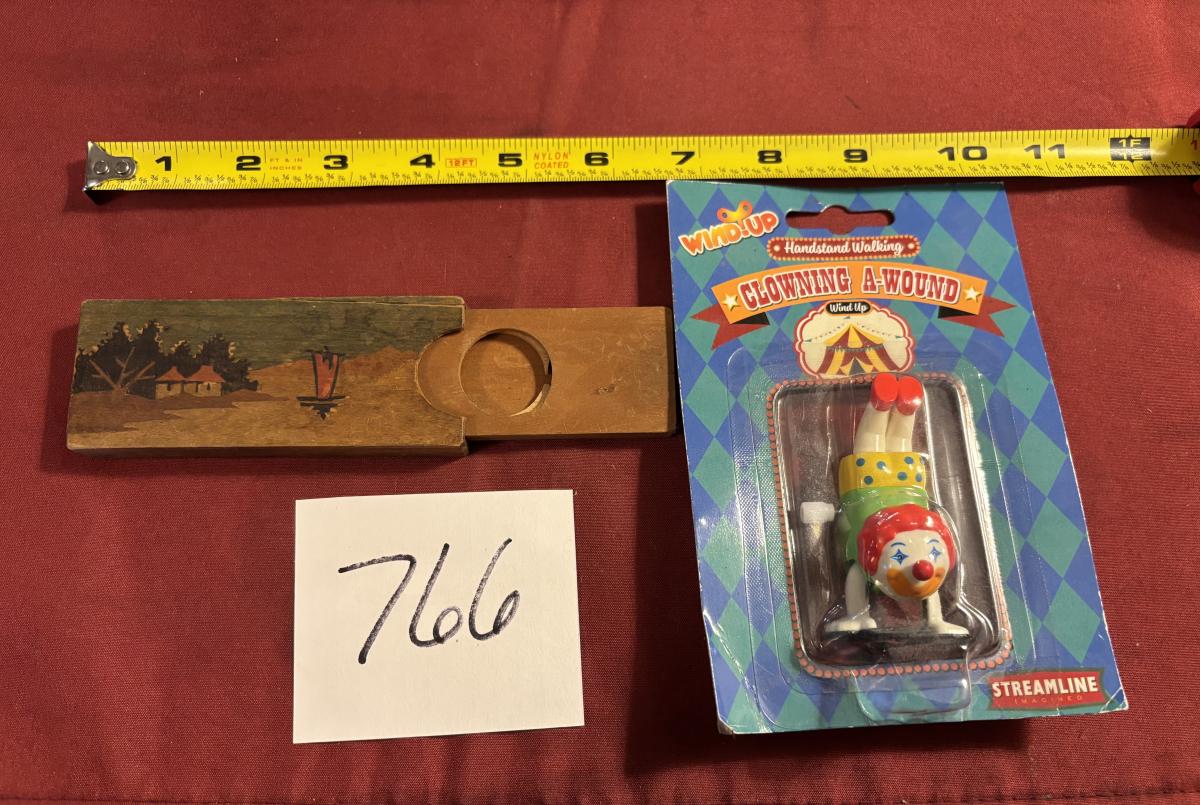 1 2 FT & IN INCHES 3 4 12FT 5 NYLON COATED 6 7 8 9 10 11 1F
WIND-UP
Handstand Walking
CLOWNING A-WOUND
Wind Up
766
STREAMLINE
IMAGINED